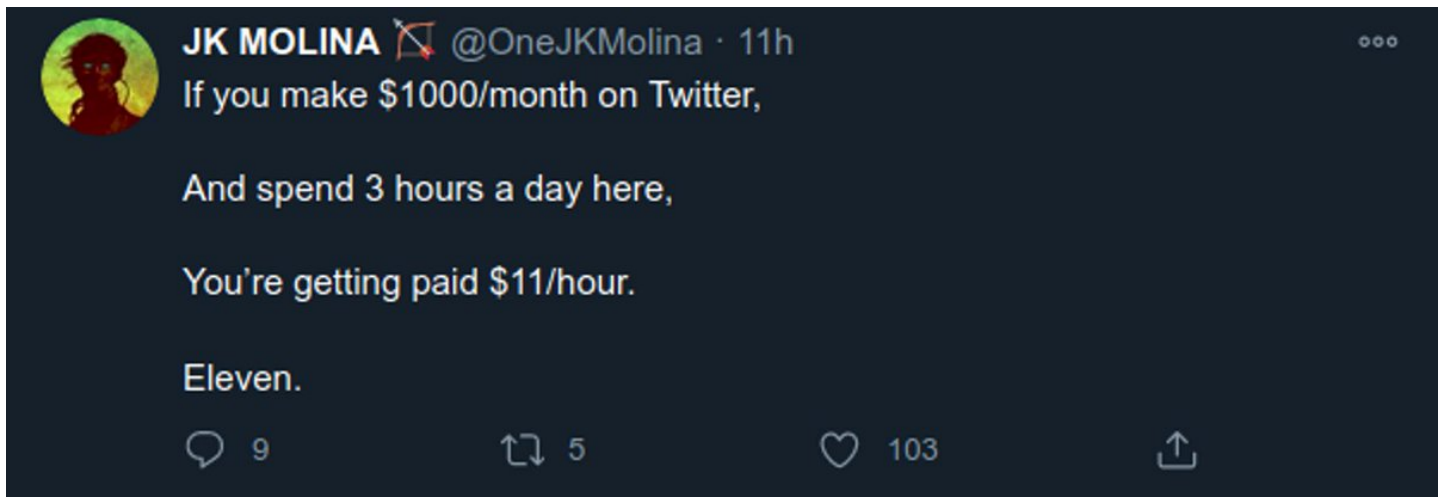 JK MOLINA 🏹 @OneJKMolina · 11h
If you make $1000/month on Twitter,
And spend 3 hours a day here,
You’re getting paid $11/hour.
Eleven.
9 5 103